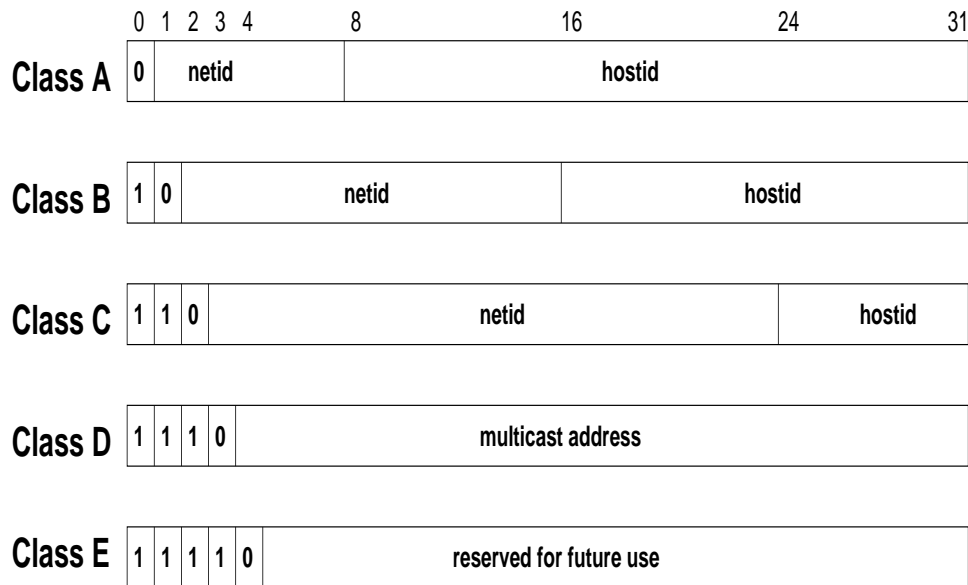 0 1 2 3 4 8 16 24 31
Class A 0 netid hostid
Class B 1 0 netid hostid
Class C 1 1 0 netid hostid
Class D 1 1 1 0 multicast address
Class E 1 1 1 1 0 reserved for future use